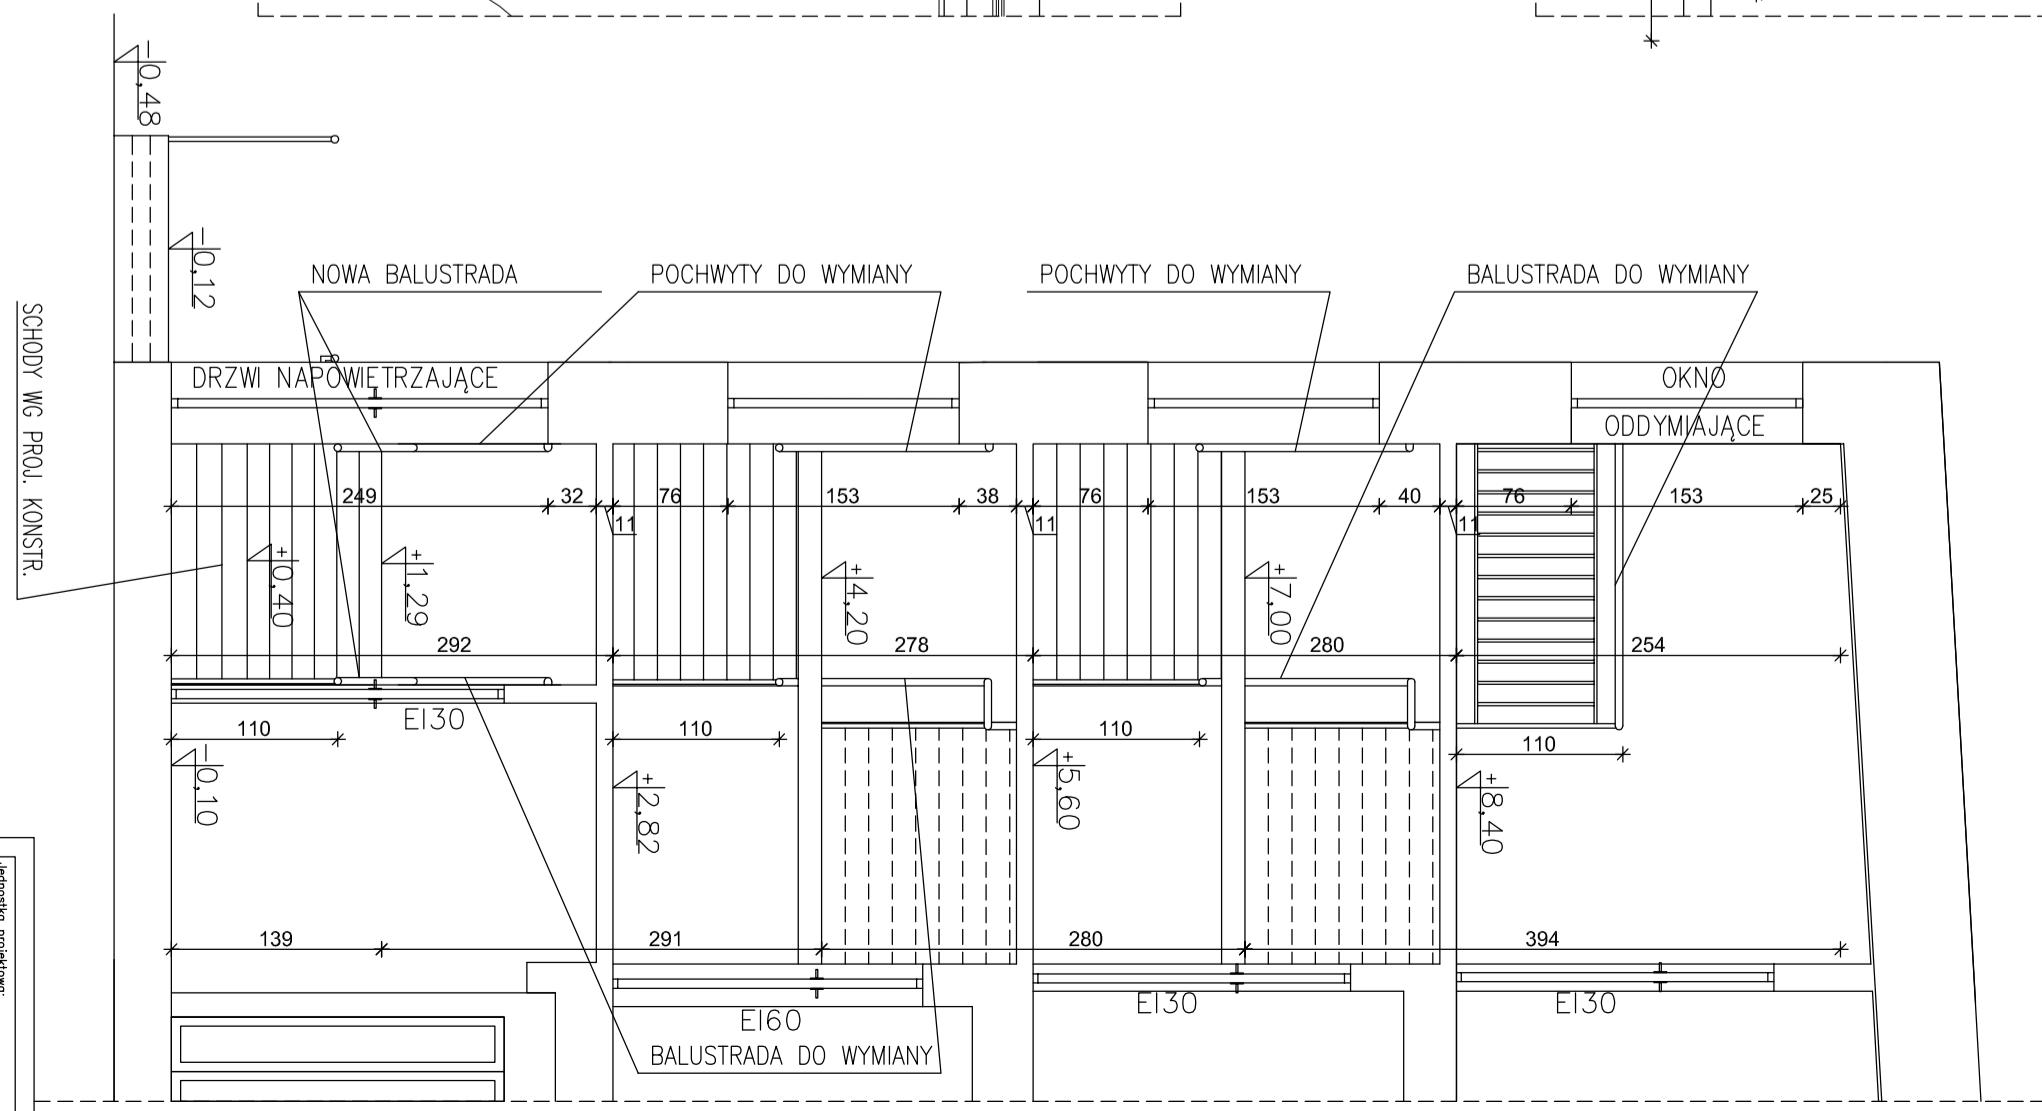 -0,48
-0,12
NOWA BALUSTRADA
POCHWYTY DO WYMIANY
POCHWYTY DO WYMIANY
BALUSTRADA DO WYMIANY
SCHODY WG PROJ. KONSTR.
DRZWI NAPOWIETRZAJĄCE
OKNO
ODDYMIAJĄCE
249
32
11
76
153
38
11
76
153
40
11
76
153
25
+0,40
+1,29
+4,20
+7,00
292
278
280
254
EI30
110
110
110
110
-0,10
+2,82
+5,60
+8,40
139
291
280
394
EI60
EI30
EI30
BALUSTRADA DO WYMIANY
Jednostka projektowa: